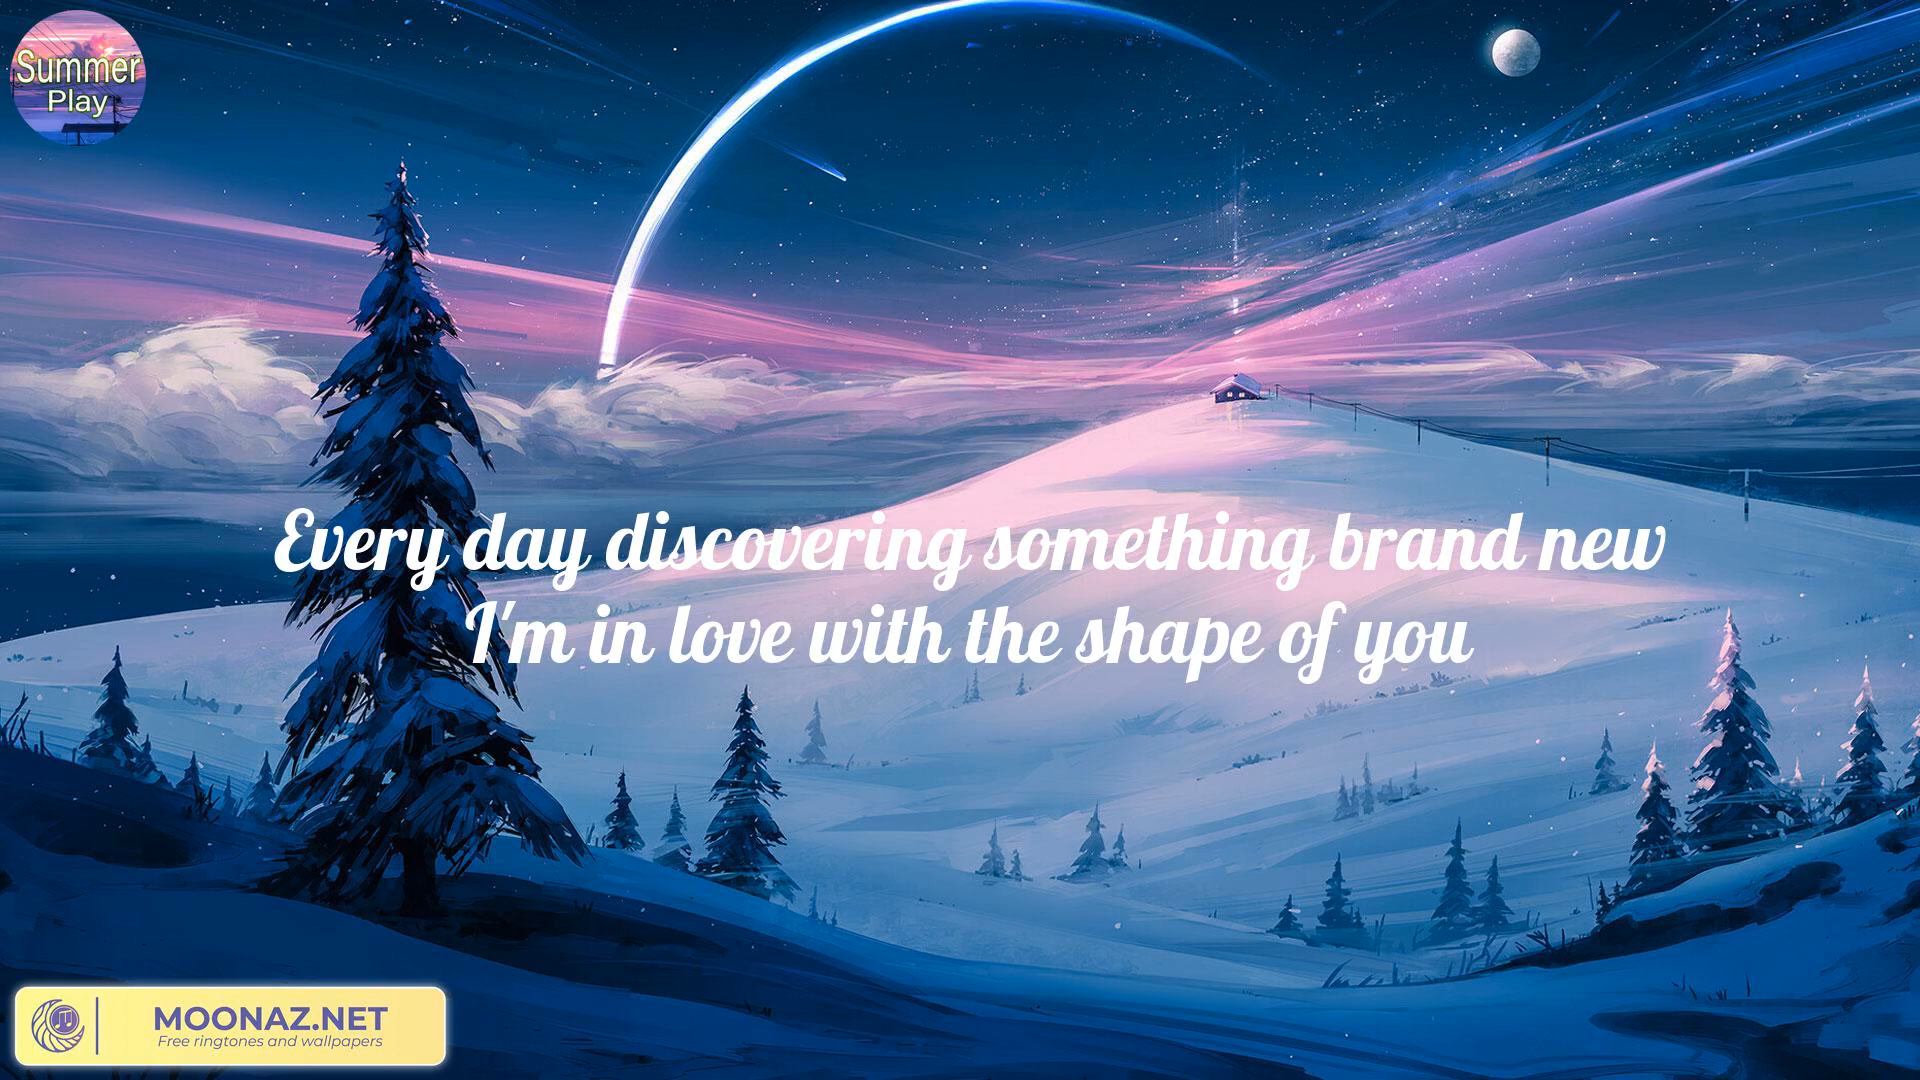 Summer
Play
Every day discovering something brand new
I'm in love with the shape of you
MOONAZ.NET
Free ringtones and wallpapers